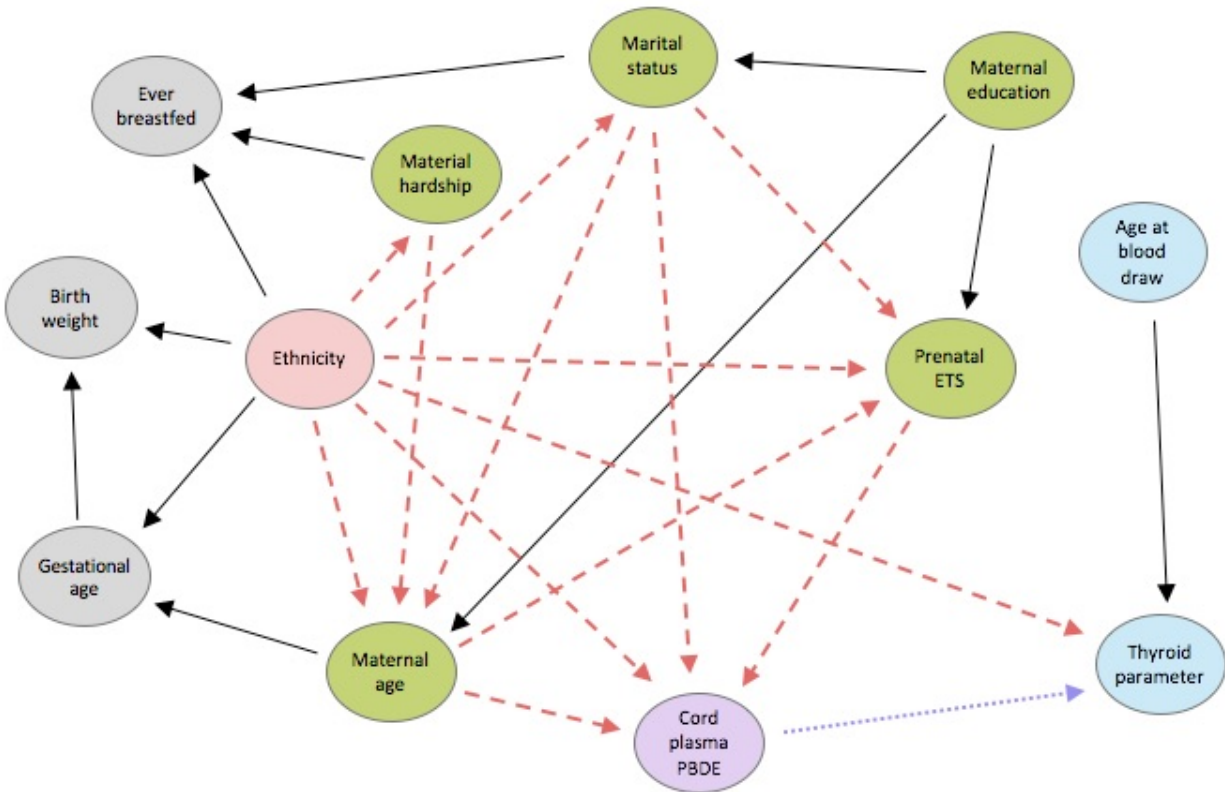 Marital
status
Maternal
education
Ever
breastfed
Material
hardship
Age at
blood
draw
Birth
weight
Ethnicity
Prenatal
ETS
Gestational
age
Maternal
age
Thyroid
parameter
Cord
plasma
PBDE